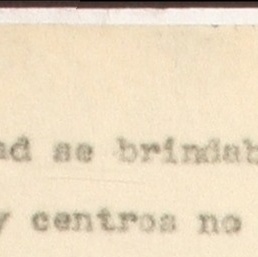 ad se brindab
y centros no